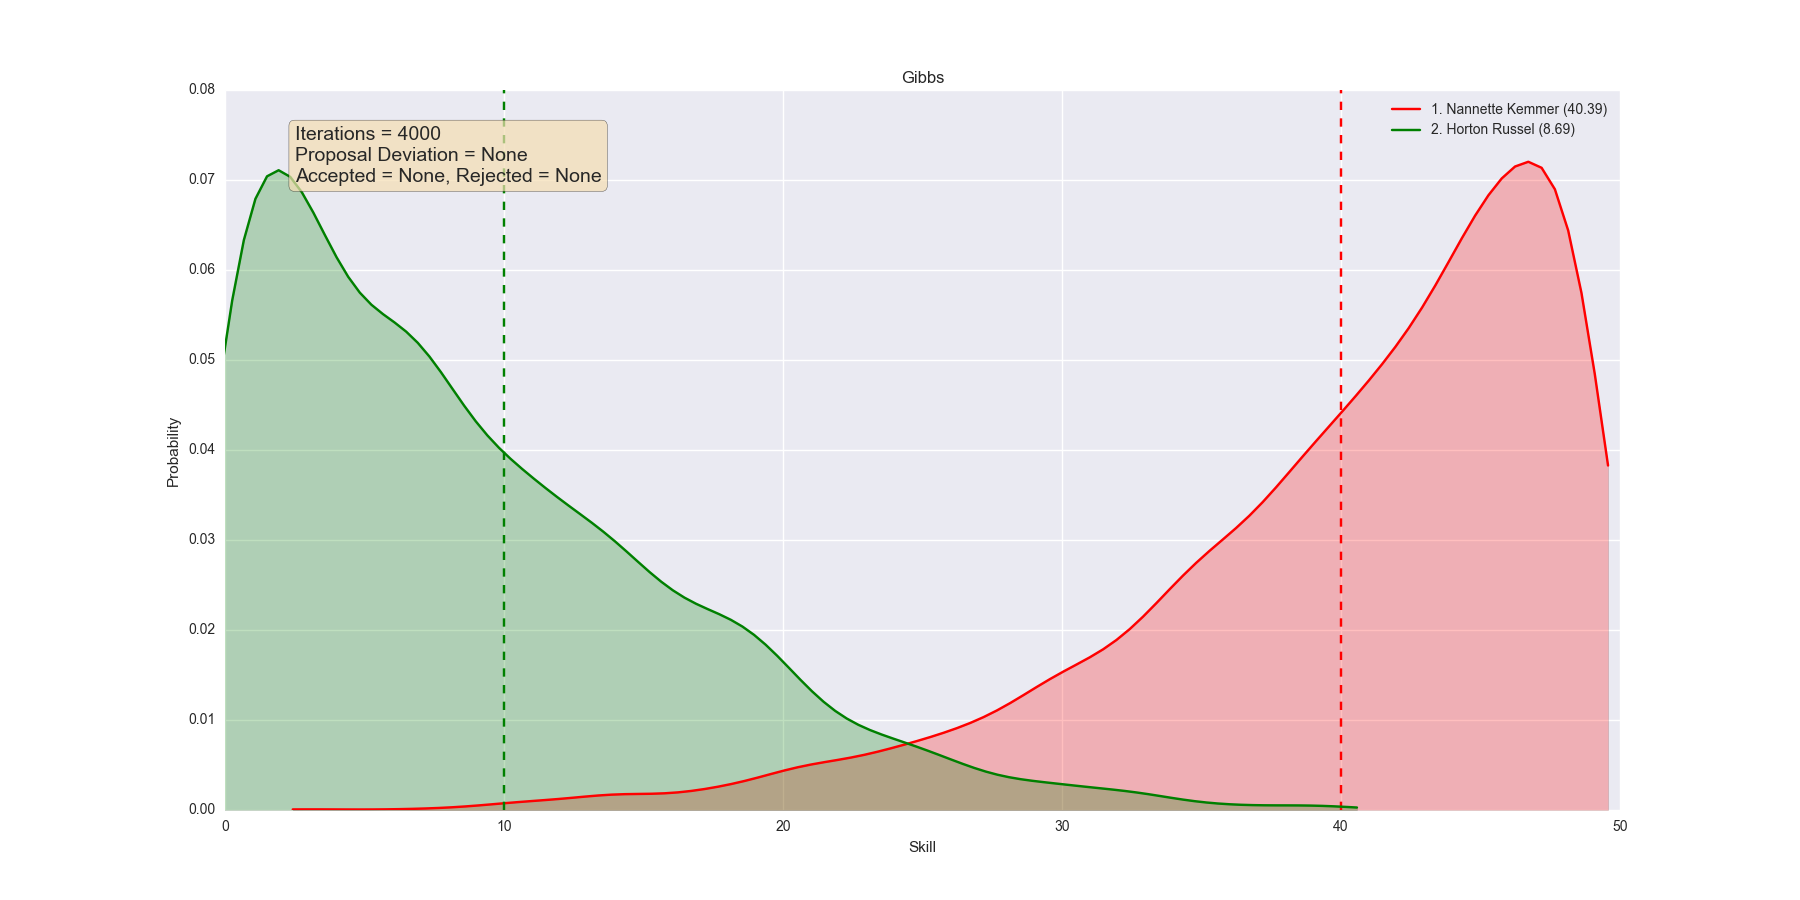 Gibbs
0.08
0.07
0.06
0.05
0.04
0.03
0.02
0.01
0.00
Probability
Iterations = 4000
Proposal Deviation = None
Accepted = None, Rejected = None
1. Nannette Kemmer (40.39)
2. Horton Russel (8.69)
0 10 20 30 40 50
Skill